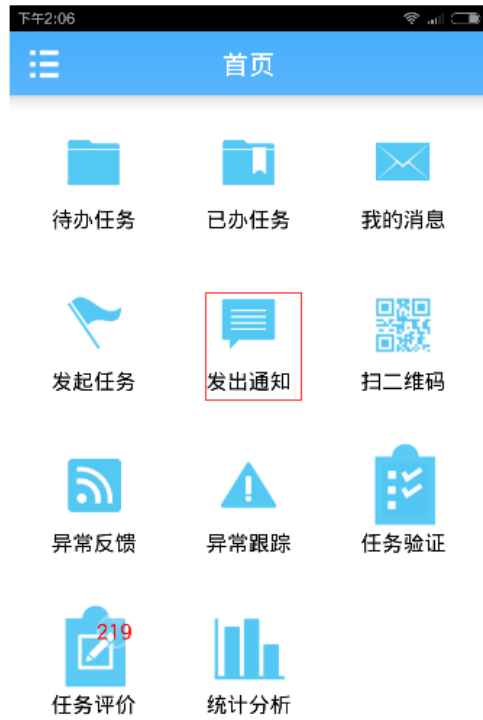 下午2:06
首页
待办任务 已办任务 我的消息
发起任务 发出通知 扫二维码
异常反馈 异常跟踪 任务验证
219
任务评价 统计分析